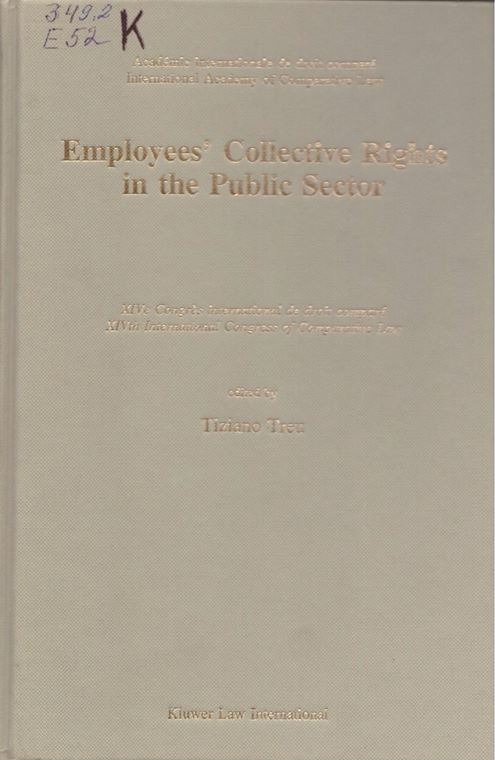 349.2
E52 K
Académie internationale de droit comparé
International Academy of Comparative Law
Employees' Collective Rights
in the Public Sector
XIVe Congrès international de droit comparé
XIVth International Congress of Comparative Law
edited by
Tiziano Treu
Kluwer Law International